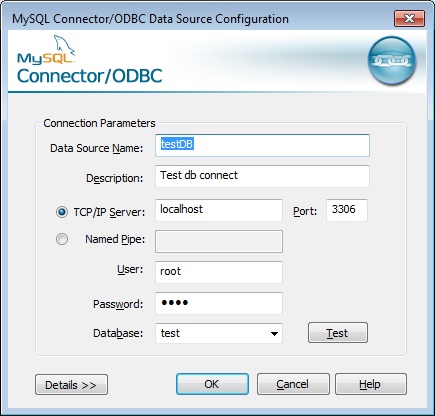 MySQL Connector/ODBC Data Source Configuration
MySQL
Connector/ODBC
Connection Parameters
Data Source Name: testDB
Description: Test db connect
TCP/IP Server: localhost Port: 3306
Named Pipe:
User: root
Password: ••••
Database: test Test
Details >> OK Cancel Help